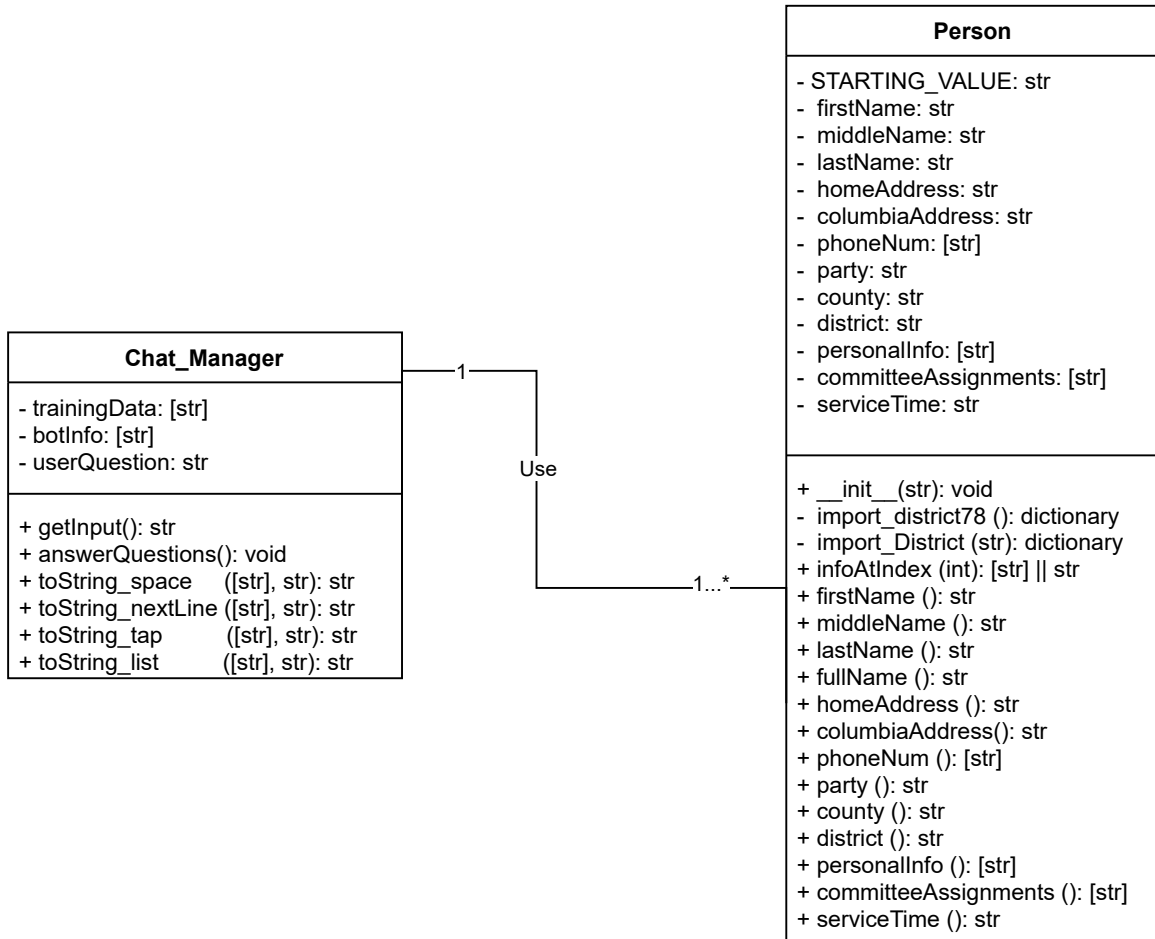 Person
- STARTING_VALUE: str
- firstName: str
- middleName: str
- lastName: str
- homeAddress: str
- columbiaAddress: str
- phoneNum: [str]
- party: str
- county: str
- district: str
- personalInfo: [str]
- committeeAssignments: [str]
- serviceTime: str
+ __init__(str): void
- import_district78 (): dictionary
- import_District (str): dictionary
+ infoAtIndex (int): [str] || str
+ firstName (): str
+ middleName (): str
+ lastName (): str
+ fullName (): str
+ homeAddress (): str
+ columbiaAddress(): str
+ phoneNum (): [str]
+ party (): str
+ county (): str
+ district (): str
+ personalInfo (): [str]
+ committeeAssignments (): [str]
+ serviceTime (): str
Chat_Manager
- trainingData: [str]
- botInfo: [str]
- userQuestion: str
+ getInput(): str
+ answerQuestions(): void
+ toString_space ([str], str): str
+ toString_nextLine ([str], str): str
+ toString_tap ([str], str): str
+ toString_list ([str], str): str
1
Use
1...*